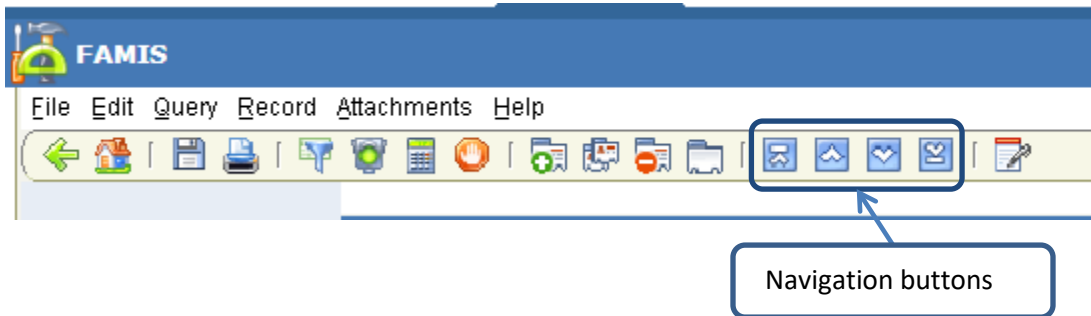 FAMIS
File Edit Query Record Attachments Help
Navigation buttons